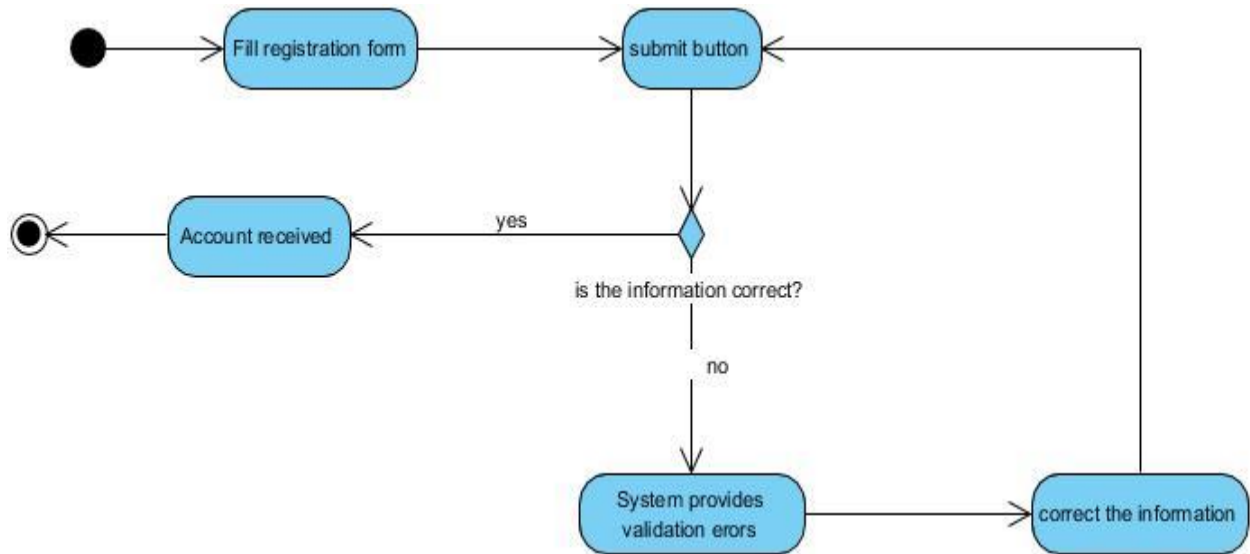 Fill registration form
submit button
Account received
yes
is the information correct?
no
System provides
validation erors
correct the information